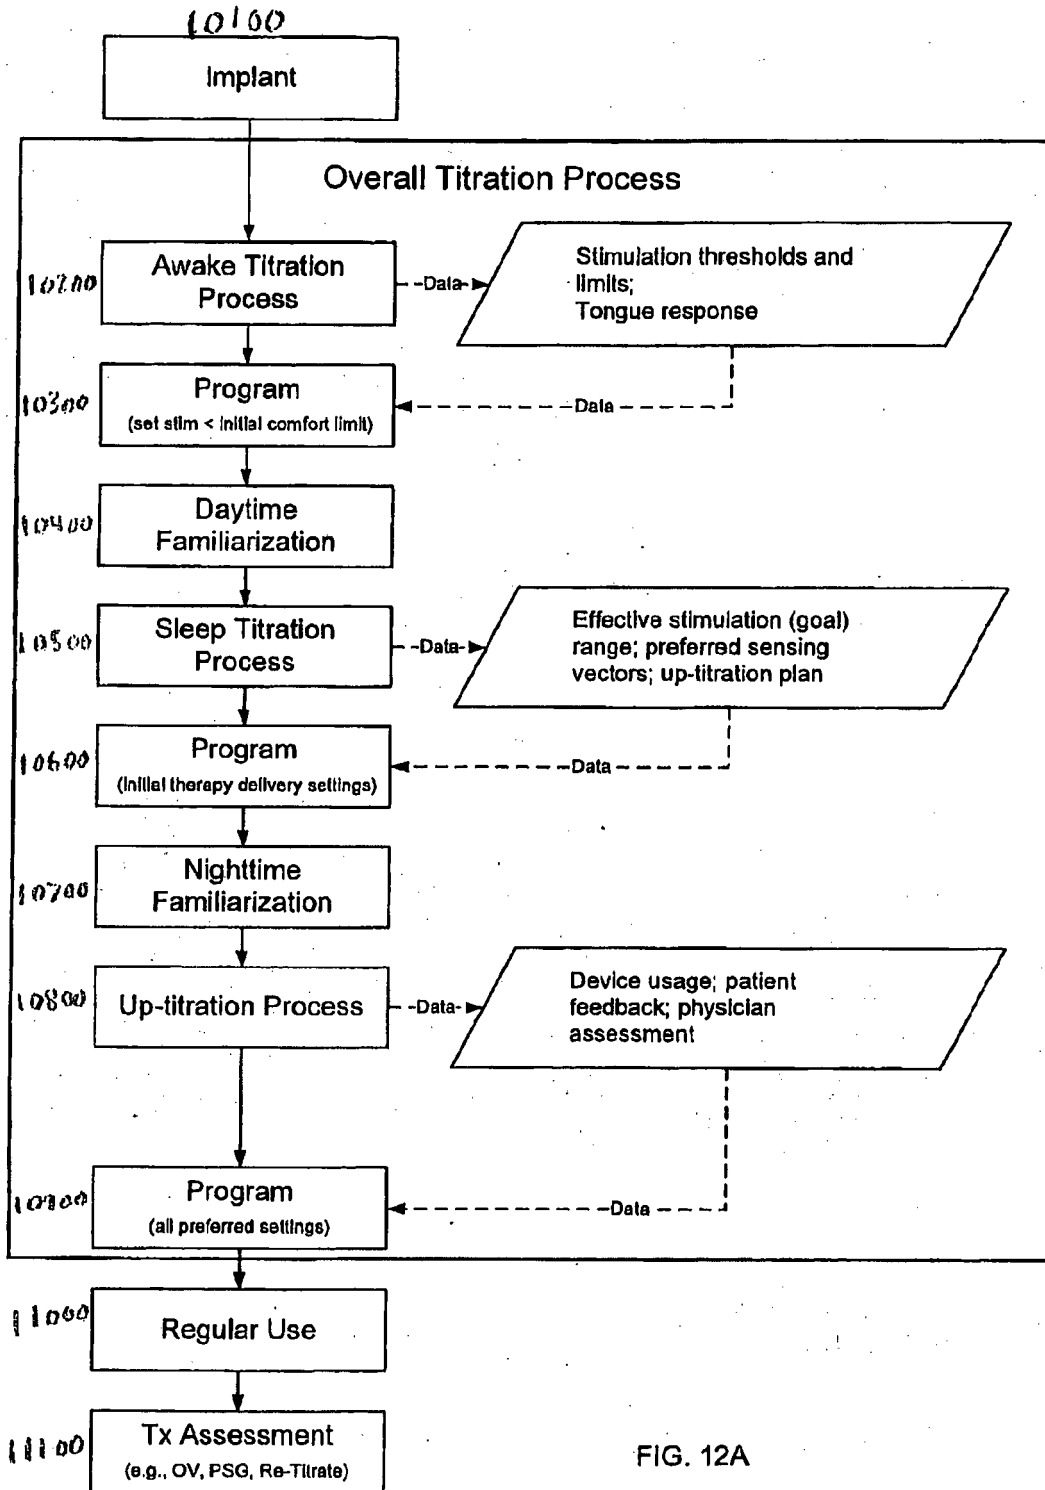 10100
Implant
Overall Titration Process
10200
Awake Titration
Process
--Data-
Stimulation thresholds and
limits;
Tongue response
10300
Program
(set stim < initial comfort limit)
Data
10400
Daytime
Familiarization
10500
Sleep Titration
Process
--Data-
Effective stimulation (goal)
range; preferred sensing
vectors; up-titration plan
10600
Program
(initial therapy delivery settings)
Data
10700
Nighttime
Familiarization
10800
Up-titration Process
--Data-
Device usage; patient
feedback; physician
assessment
10900
Program
(all preferred settings)
Data
11000
Regular Use
11100
Tx Assessment
(e.g., OV, PSG, Re-Titrate)
FIG. 12A